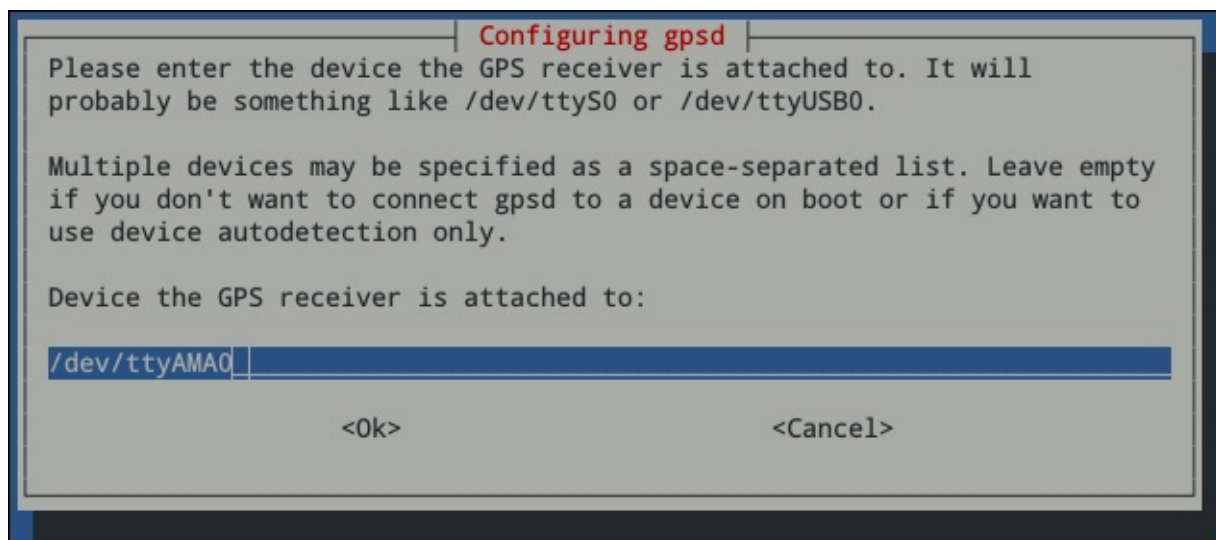 Configuring gpsd
Please enter the device the GPS receiver is attached to. It will
probably be something like /dev/ttyS0 or /dev/ttyUSB0.
Multiple devices may be specified as a space-separated list. Leave empty
if you don't want to connect gpsd to a device on boot or if you want to
use device autodetection only.
Device the GPS receiver is attached to:
/dev/ttyAMA0
<Ok> <Cancel>